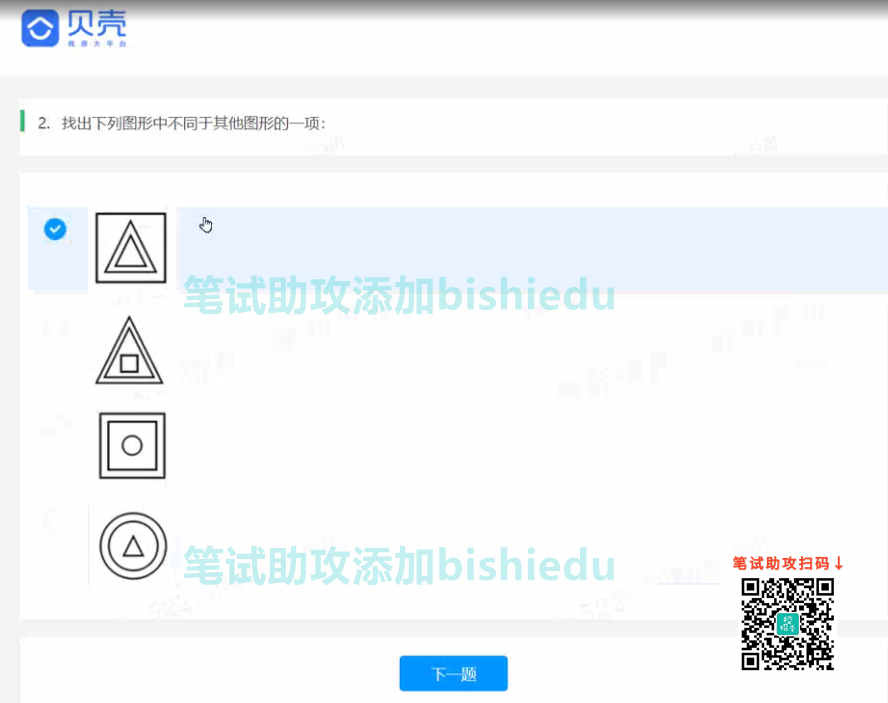 贝壳
找房大平台
2. 找出下列图形中不同于其他图形的一项：
笔试助攻添加bishiedu
笔试助攻添加bishiedu
笔试助攻扫码↓
下一题